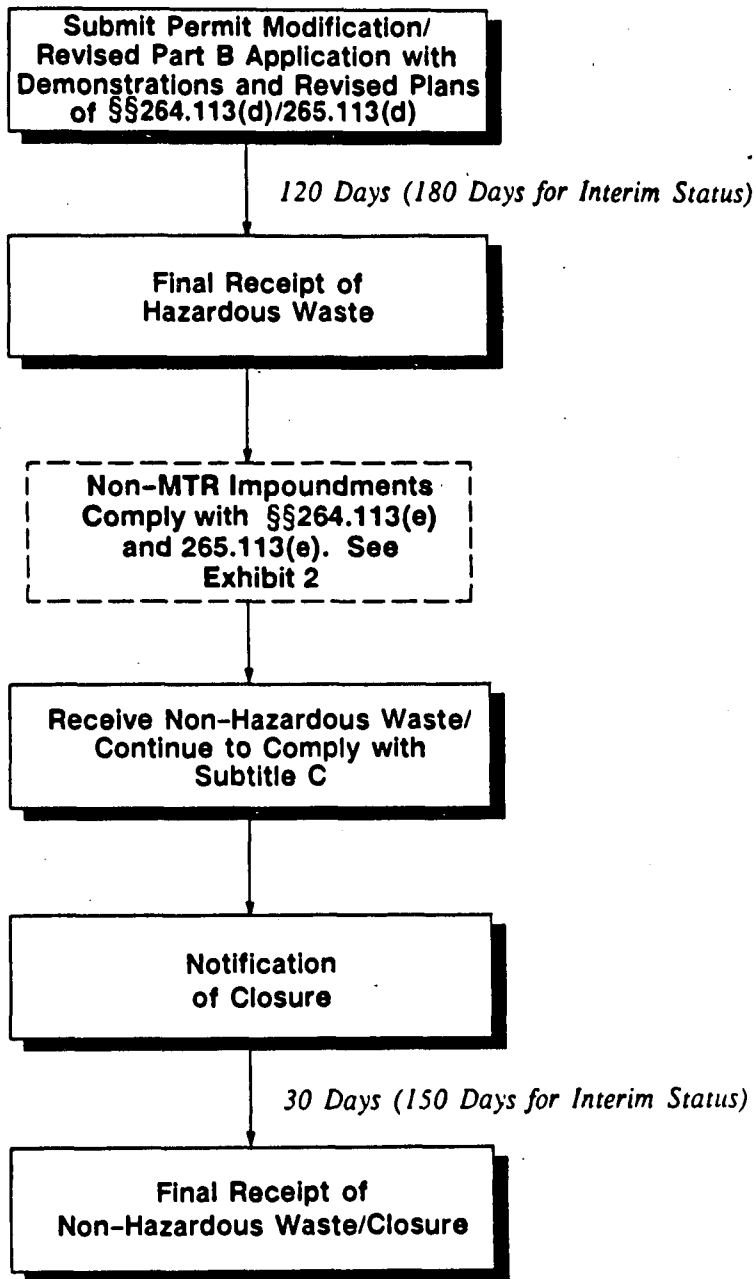 Submit Permit Modification/
Revised Part B Application with
Demonstrations and Revised Plans
of §§264.113(d)/265.113(d)
120 Days (180 Days for Interim Status)
Final Receipt of
Hazardous Waste
Non-MTR Impoundments
Comply with §§264.113(e)
and 265.113(e). See
Exhibit 2
Receive Non-Hazardous Waste/
Continue to Comply with
Subtitle C
Notification
of Closure
30 Days (150 Days for Interim Status)
Final Receipt of
Non-Hazardous Waste/Closure